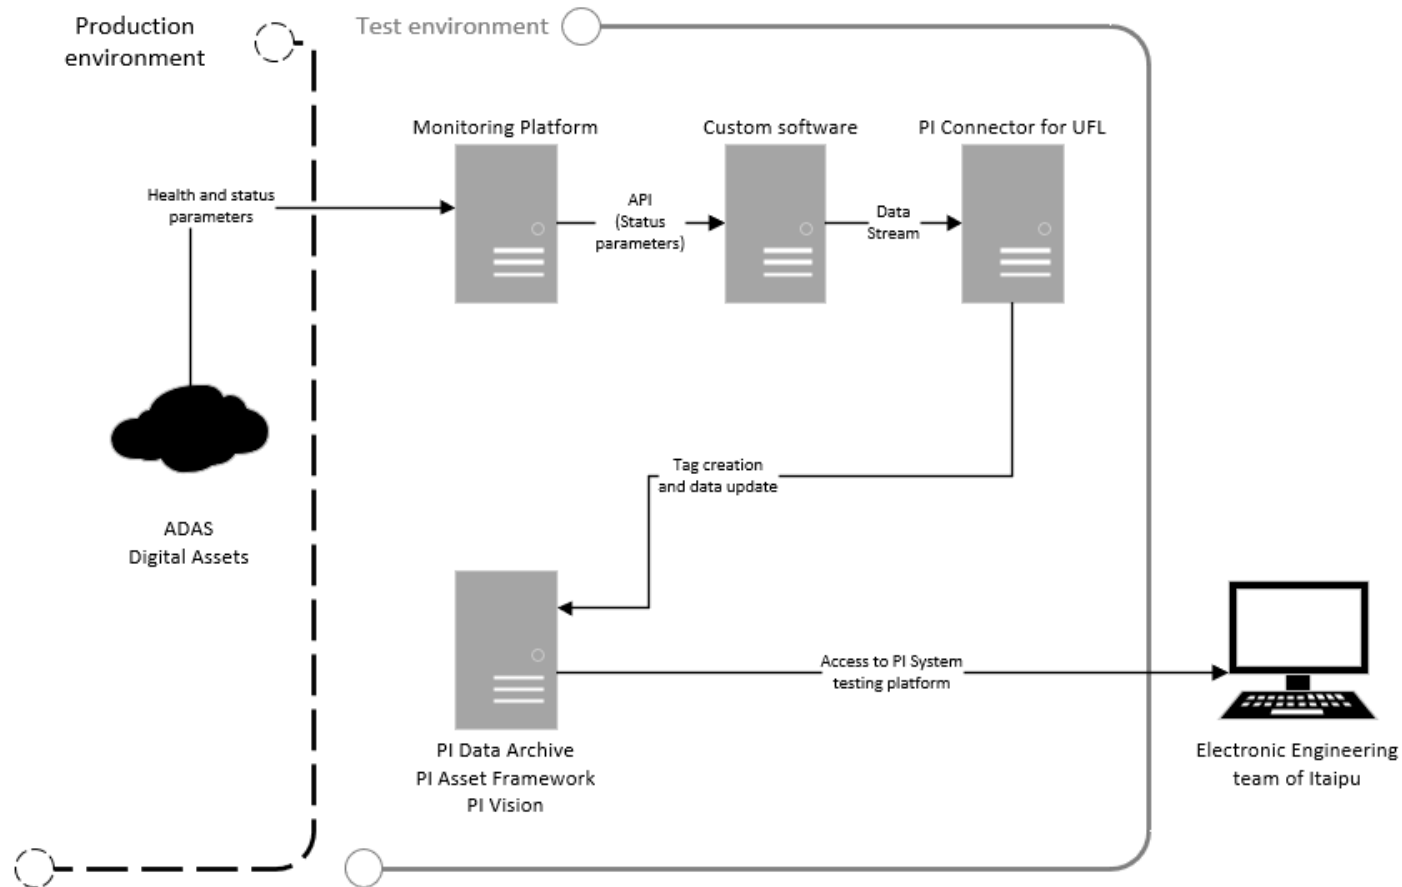 Production
environment
Test environment
Monitoring Platform
Custom software
PI Connector for UFL
Health and status
parameters
API
(Status
parameters)
Data
Stream
Tag creation
and data update
ADAS
Digital Assets
Access to PI System
testing platform
PI Data Archive
PI Asset Framework
PI Vision
Electronic Engineering
team of Itaipu